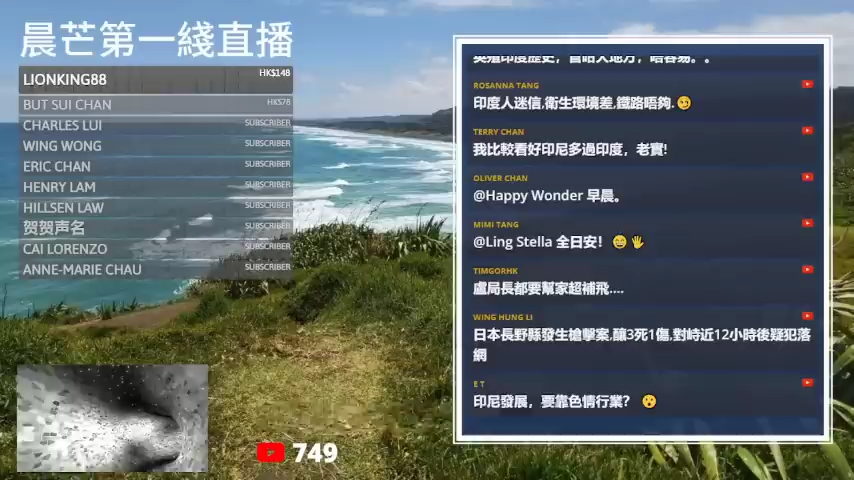 晨芒第一綫直播
LIONKING88 HK$148
BUT SUI CHAN HK$78
CHARLES LUI SUBSCRIBER
WING WONG SUBSCRIBER
ERIC CHAN SUBSCRIBER
HENRY LAM SUBSCRIBER
HILLSEN LAW SUBSCRIBER
贺贺声名 SUBSCRIBER
CAI LORENZO SUBSCRIBER
ANNE-MARIE CHAU SUBSCRIBER
749
ROSANNA TANG
印度人迷信,衛生環境差,鐵路唔夠.
TERRY CHAN
我比較看好印尼多過印度，老實!
OLIVER CHAN
@Happy Wonder 早晨。
MIMI TANG
@Ling Stella 全日安！
TIMGORHK
盧局長都要幫家超補飛....
WING HUNG LI
日本長野縣發生槍擊案,釀3死1傷,對峙近12小時後疑犯落
網
E T
印尼發展，要靠色情行業？